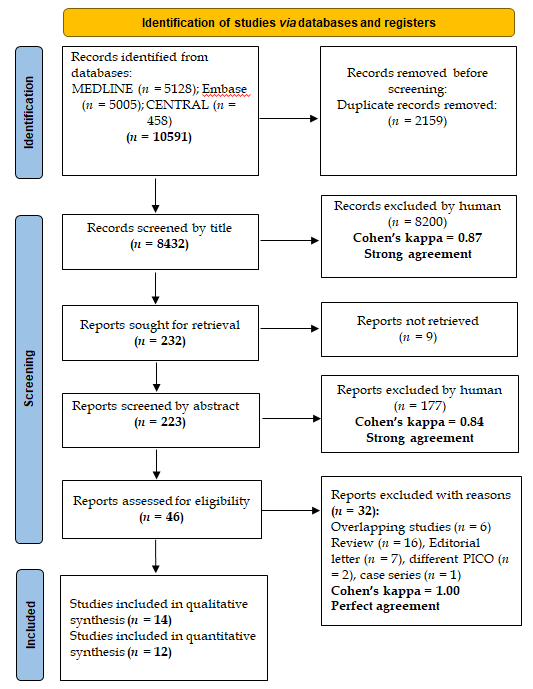 Identification of studies via databases and registers
Identification
Records identified from
databases:
MEDLINE (n = 5128); Embase
(n = 5005); CENTRAL (n =
458)
(n = 10591)
Records removed before
screening:
Duplicate records removed:
(n = 2159)
Screening
Records screened by title
(n = 8432)
Records excluded by human
(n = 8200)
Cohen's kappa = 0.87
Strong agreement
Reports sought for retrieval
(n = 232)
Reports not retrieved
(n = 9)
Reports screened by abstract
(n = 223)
Reports excluded by human
(n = 177)
Cohen's kappa = 0.84
Strong agreement
Reports assessed for eligibility
(n = 46)
Reports excluded with reasons
(n = 32):
Overlapping studies (n = 6)
Review (n = 16), Editorial
letter (n = 7), different PICO (n
= 2), case series (n = 1)
Cohen's kappa = 1.00
Perfect agreement
Included
Studies included in qualitative
synthesis (n = 14)
Studies included in quantitative
synthesis (n = 12)